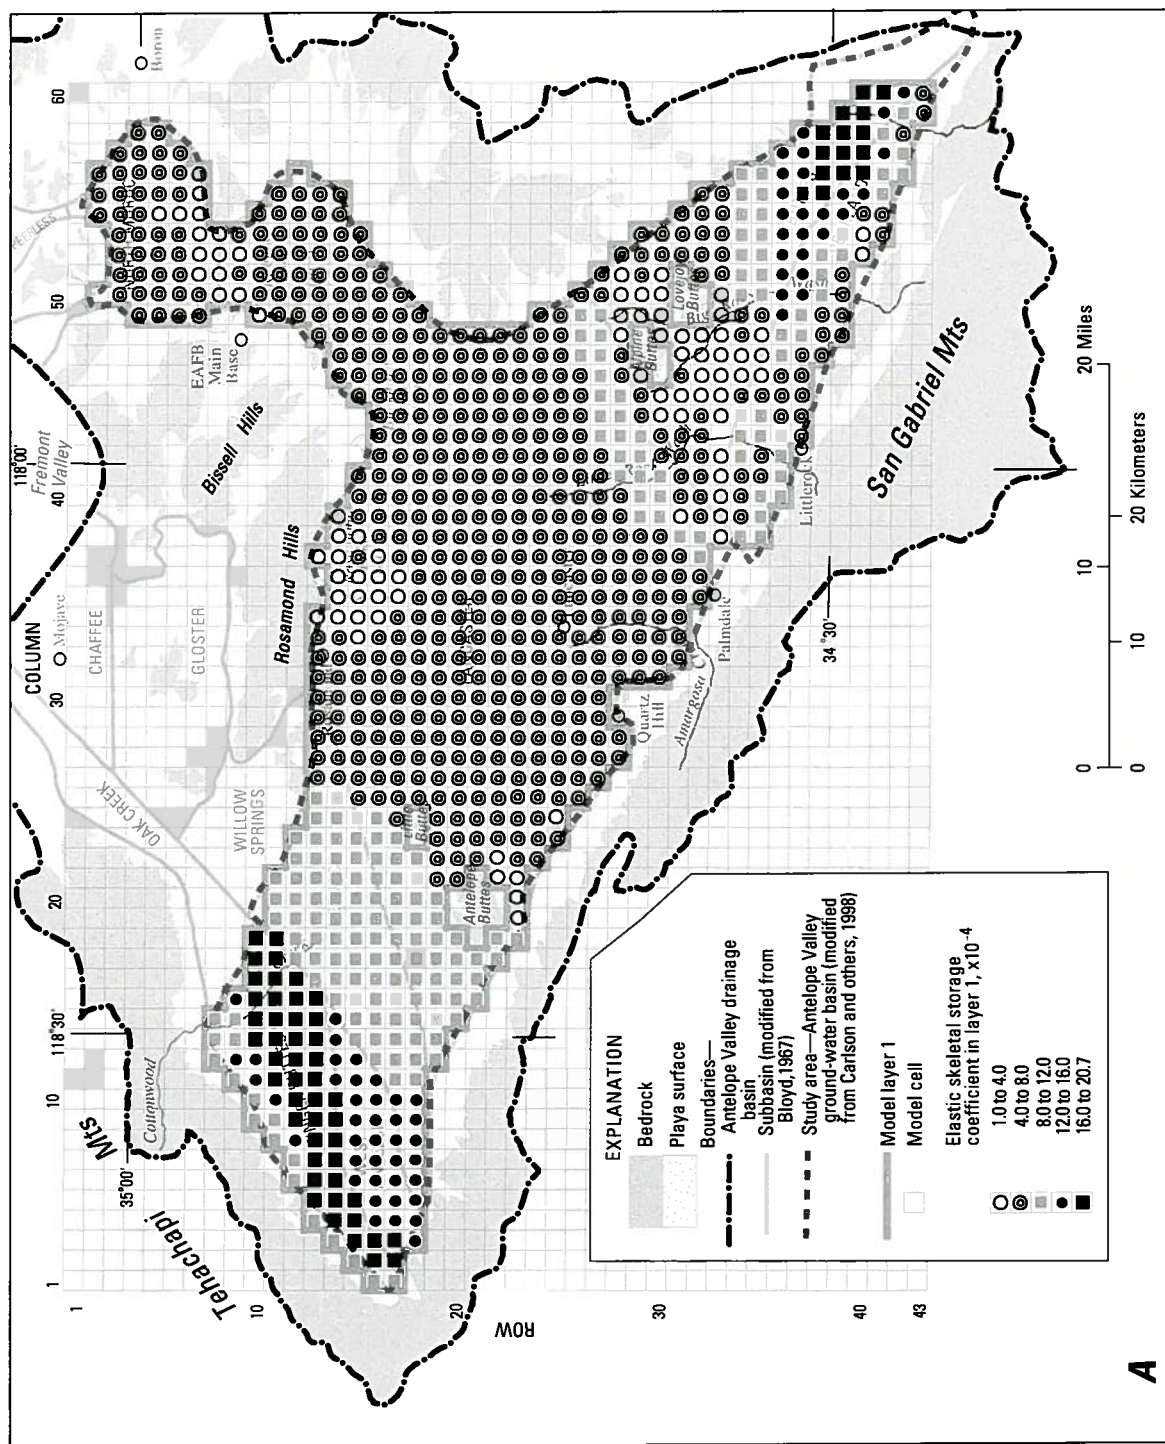 COLUMN
1
10
20
30
40
50
60
ROW
1
10
20
30
40
43
118°30'
118°00'
35°00'
34°30'
Tehachapi
Mts
Cottonwood
OAK CREEK
WILLOW
SPRINGS
Mojave
CHAFFEE
GLOSTER
Fremont
Valley
Rosamond Hills
Bissell Hills
EAFB
Main
Base
PEERLESS
NORTH MUROC
Boron
Antelope
Buttes
Little
Butte
LANCASTER
Lancaster
Quartz
Hill
Amargosa Cr
Palmdale
Littlerock
Alpine
Butte
Lovejoy
Buttes
San Gabriel Mts
EXPLANATION
Bedrock
Playa surface
Boundaries—
Antelope Valley drainage
basin
Subbasin (modified from
Bloyd, 1967)
Study area—Antelope Valley
ground-water basin (modified
from Carlson and others, 1998)
Model layer 1
Model cell
Elastic skeletal storage
coefficient in layer 1, x10-4
1.0 to 4.0
4.0 to 8.0
8.0 to 12.0
12.0 to 16.0
16.0 to 20.7
0 10 20 Miles
0 10 20 Kilometers
A